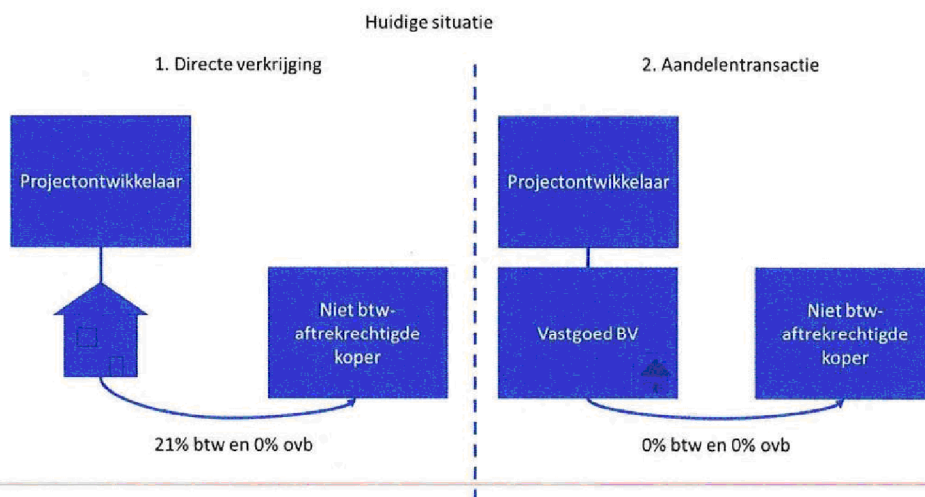 Huidige situatie
1. Directe verkrijging
Projectontwikkelaar
Niet btw-
aftrekrechtigde
koper
21% btw en 0% ovb
2. Aandelentransactie
Projectontwikkelaar
Vastgoed BV
Niet btw-
aftrekrechtigde
koper
0% btw en 0% ovb